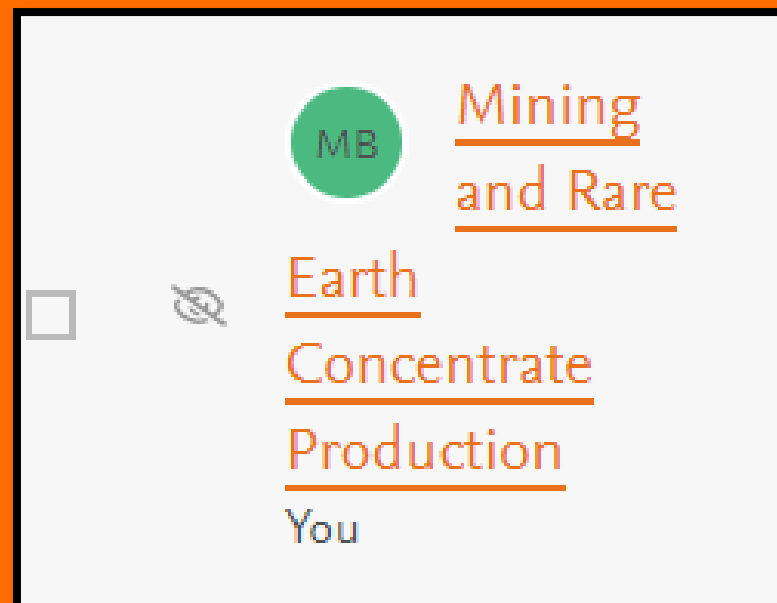 MB
Mining
and Rare
Earth
Concentrate
Production
You